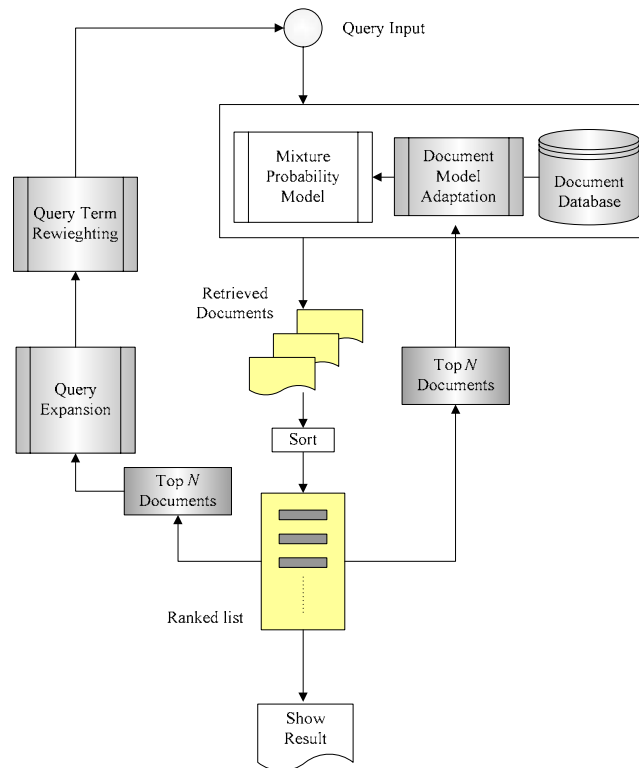 Query Input
Mixture
Probability
Model
Document
Model
Adaptation
Document
Database
Query Term
Rewieghting
Retrieved
Documents
Top N
Documents
Query
Expansion
Sort
Top N
Documents
Ranked list
Show
Result